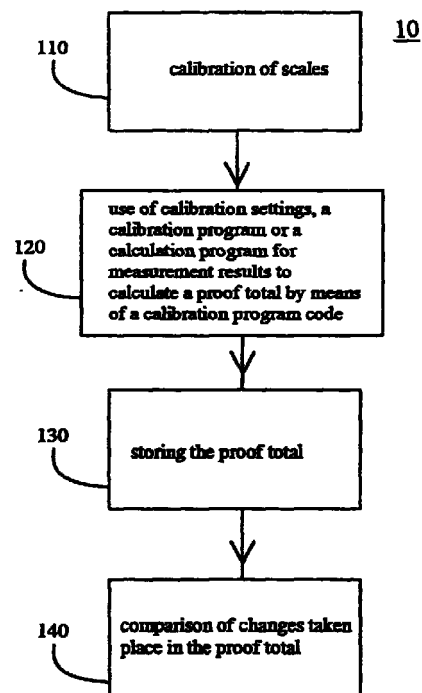 10
110
calibration of scales
120
use of calibration settings, a
calibration program or a
calculation program for
measurement results to
calculate a proof total by means
of a calibration program code
130
storing the proof total
140
comparison of changes taken
place in the proof total